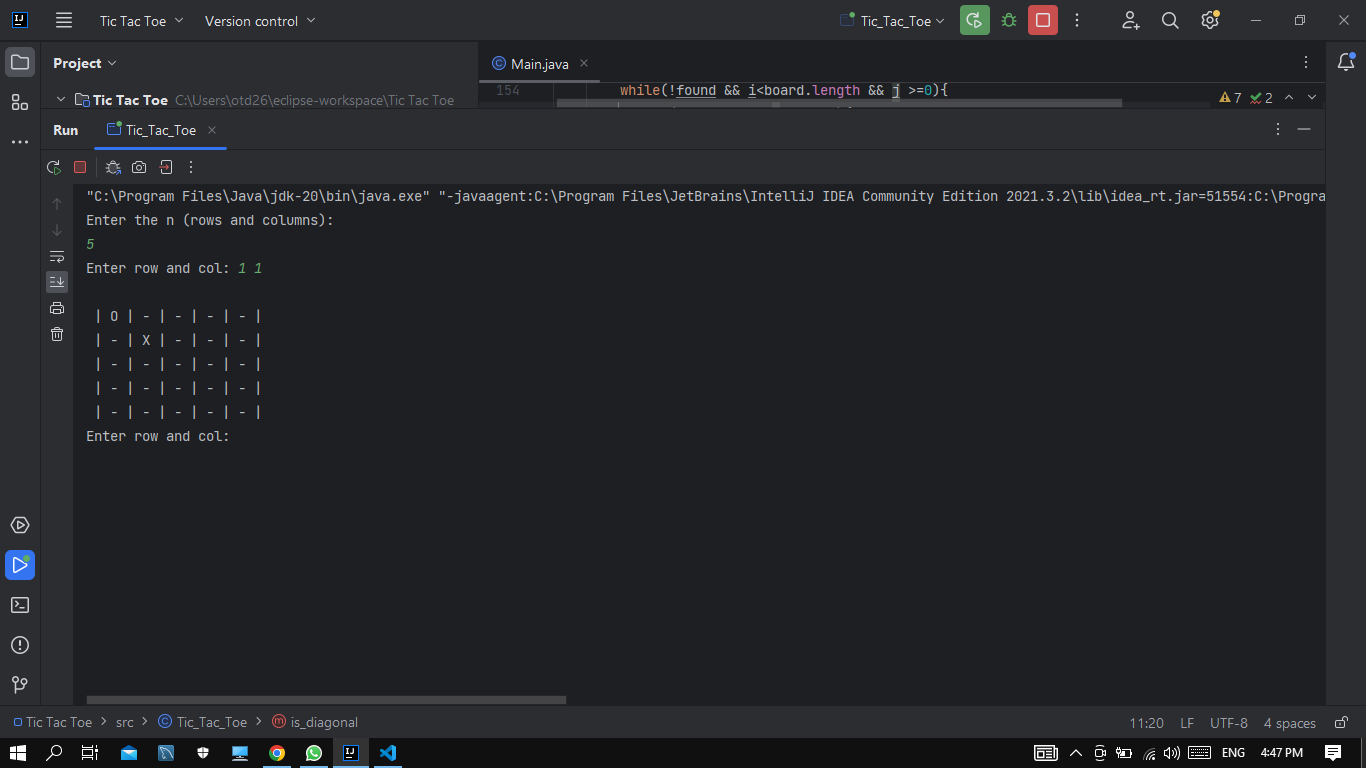 Tic Tac Toe Version control Tic_Tac_Toe
Project
Main.java
Tic Tac Toe C:\Users\otd26\eclipse-workspace\Tic Tac Toe
154 while(!found && i<board.length && j >=0){
7 2
Run Tic_Tac_Toe
"C:\Program Files\Java\jdk-20\bin\java.exe" "-javaagent:C:\Program Files\JetBrains\IntelliJ IDEA Community Edition 2021.3.2\lib\idea_rt.jar=51554:C:\Progra
Enter the n (rows and columns):
5
Enter row and col: 1 1
| O | - | - | - | - |
| - | X | - | - | - |
| - | - | - | - | - |
| - | - | - | - | - |
| - | - | - | - | - |
Enter row and col:
Tic Tac Toe > src > Tic_Tac_Toe > is_diagonal
11:20 LF UTF-8 4 spaces
ENG 4:47 PM